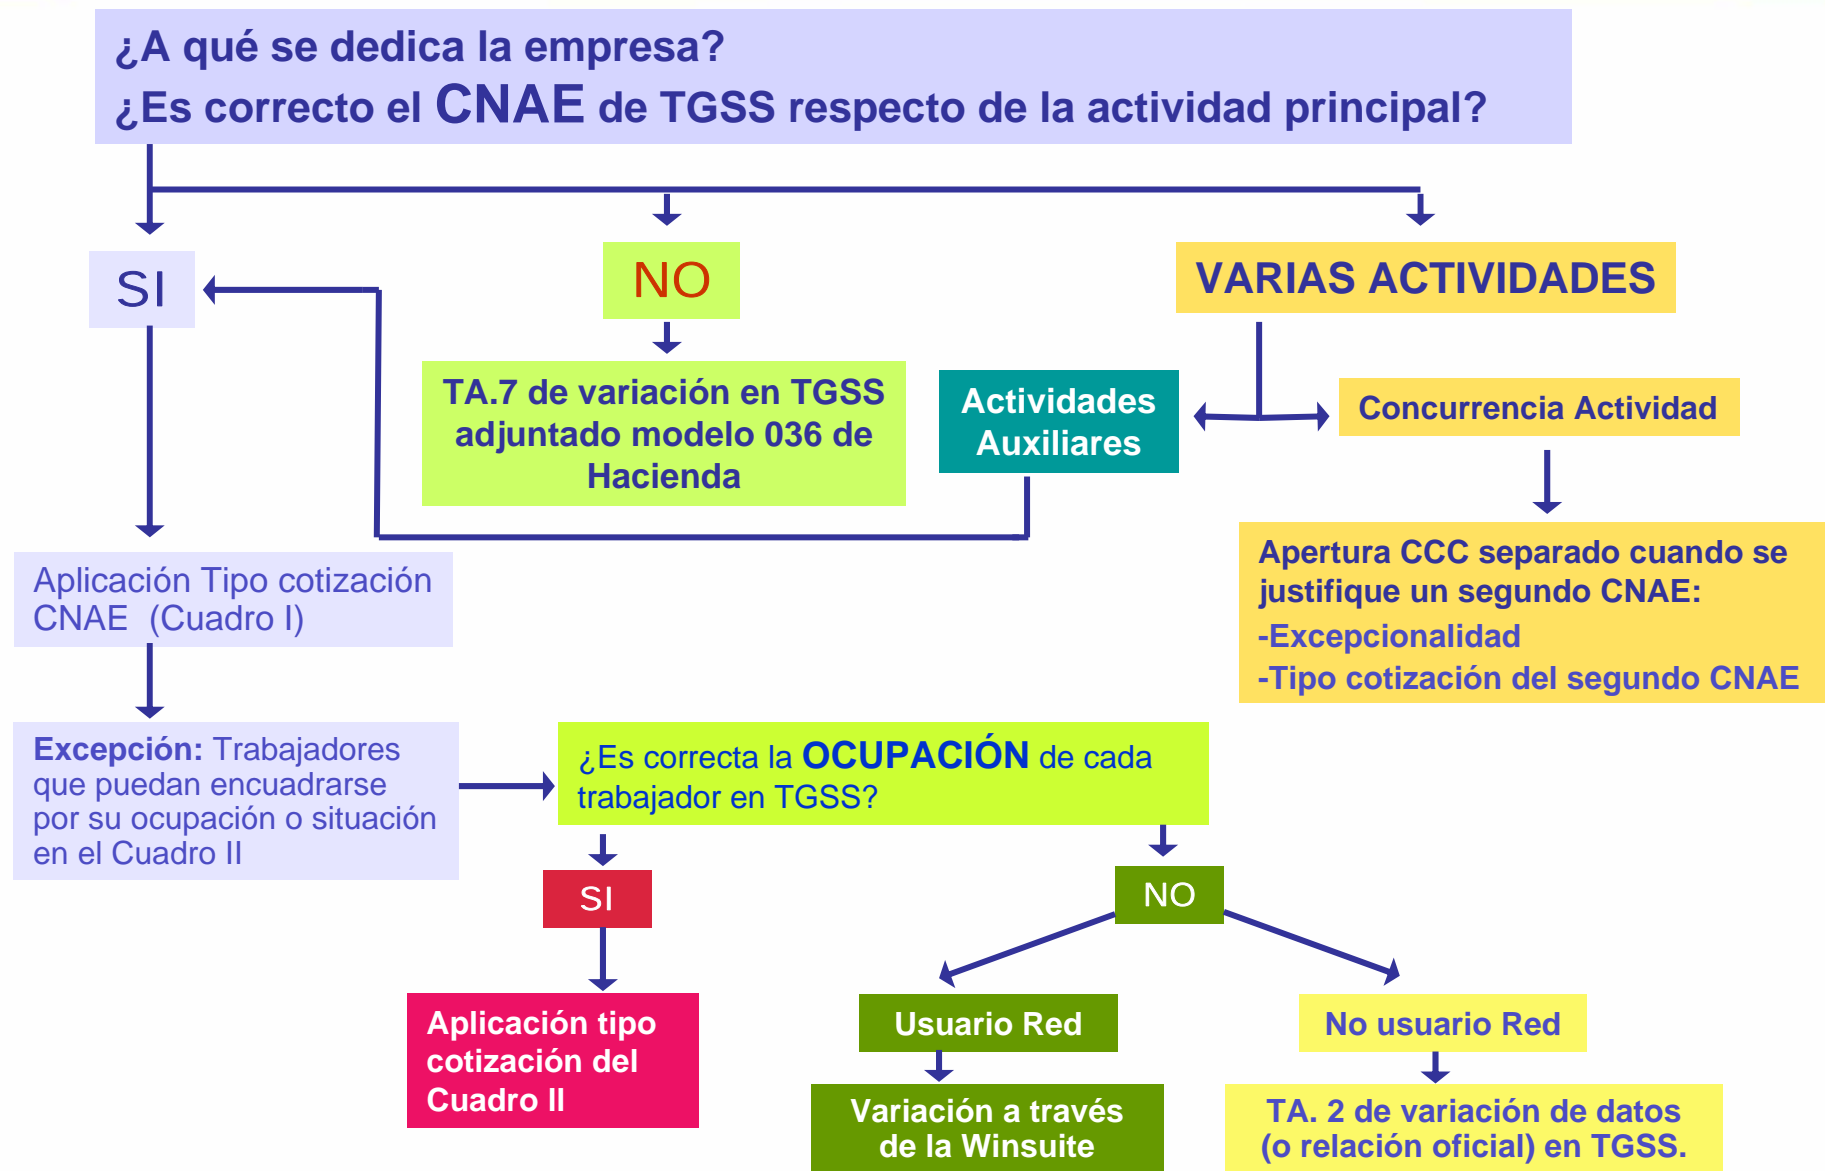 ¿A qué se dedica la empresa?
¿Es correcto el CNAE de TGSS respecto de la actividad principal?
SI
NO
VARIAS ACTIVIDADES
TA.7 de variación en TGSS
adjuntado modelo 036 de
Hacienda
Actividades
Auxiliares
Concurrencia Actividad
Apertura CCC separado cuando se
justifique un segundo CNAE:
-Excepcionalidad
-Tipo cotización del segundo CNAE
Aplicación Tipo cotización
CNAE (Cuadro I)
Excepción: Trabajadores
que puedan encuadrarse
por su ocupación o situación
en el Cuadro II
¿Es correcta la OCUPACIÓN de cada
trabajador en TGSS?
SI
NO
Aplicación tipo
cotización del
Cuadro II
Usuario Red
No usuario Red
Variación a través
de la Winsuite
TA. 2 de variación de datos
(o relación oficial) en TGSS.